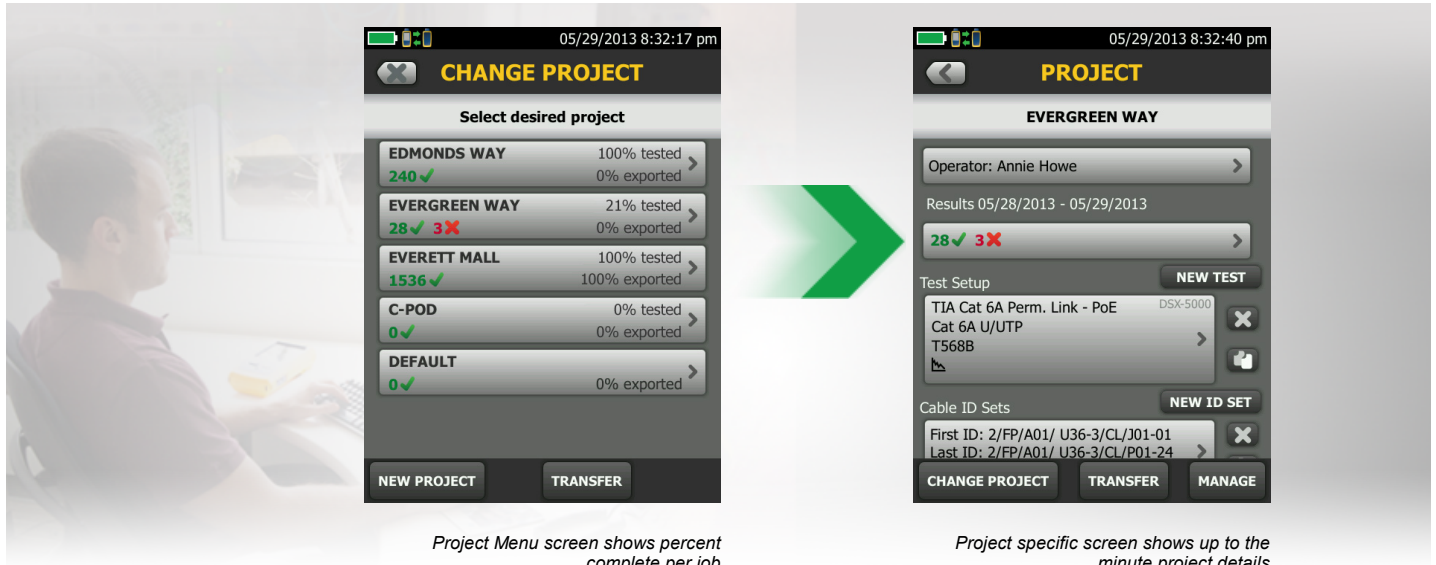 05/29/2013 8:32:17 pm
CHANGE PROJECT
Select desired project
EDMONDS WAY 100% tested
240 0% exported
EVERGREEN WAY 21% tested
28 3 0% exported
EVERETT MALL 100% tested
1536 100% exported
C-POD 0% tested
0 0% exported
DEFAULT
0 0% exported
NEW PROJECT TRANSFER
Project Menu screen shows percent
complete per job
05/29/2013 8:32:40 pm
PROJECT
EVERGREEN WAY
Operator: Annie Howe
Results 05/28/2013 - 05/29/2013
28 3
Test Setup NEW TEST
TIA Cat 6A Perm. Link - PoE DSX-5000
Cat 6A U/UTP
T568B
Cable ID Sets NEW ID SET
First ID: 2/FP/A01/ U36-3/CL/J01-01
Last ID: 2/FP/A01/ U36-3/CL/P01-24
CHANGE PROJECT TRANSFER MANAGE
Project specific screen shows up to the
minute project details